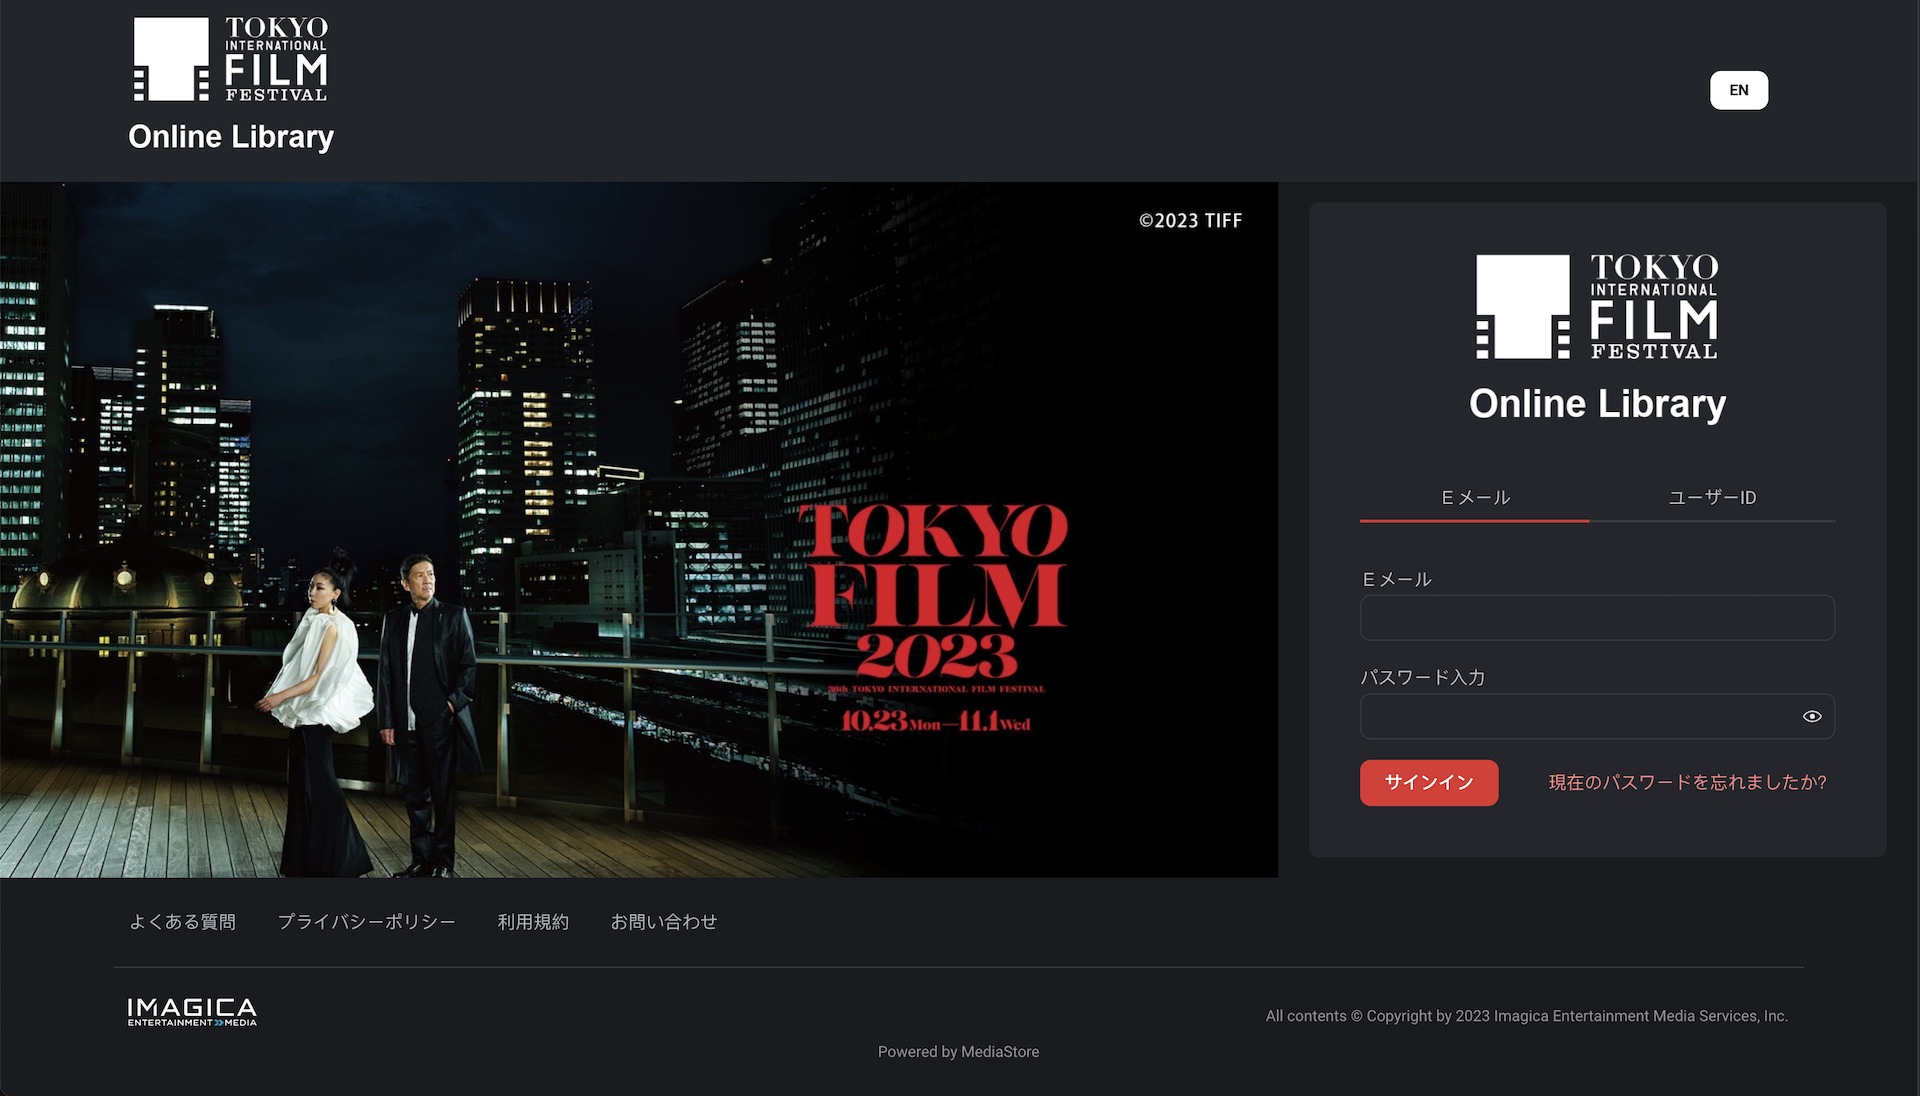 TOKYO
INTERNATIONAL
FILM
FESTIVAL
Online Library
EN
©2023 TIFF
TOKYO
FILM
2023
36th TOKYO INTERNATIONAL FILM FESTIVAL
10.23Mon—11.1Wed
TOKYO
INTERNATIONAL
FILM
FESTIVAL
Online Library
Eメール ユーザーID
Eメール
パスワード入力
サインイン 現在のパスワードを忘れましたか?
よくある質問 プライバシーポリシー 利用規約 お問い合わせ
IMAGICA
ENTERTAINMENT MEDIA
All contents © Copyright by 2023 Imagica Entertainment Media Services, Inc.
Powered by MediaStore